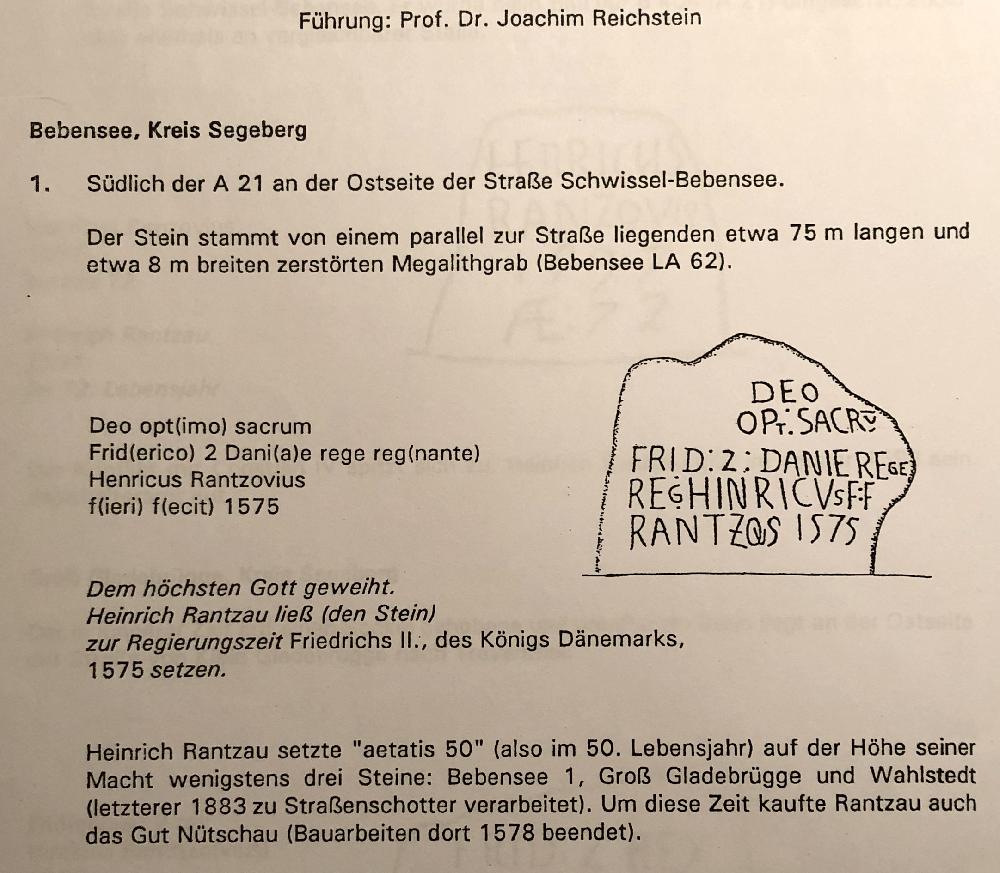 Führung: Prof. Dr. Joachim Reichstein
Bebensee, Kreis Segeberg
1. Südlich der A 21 an der Ostseite der Straße Schwissel-Bebensee.
Der Stein stammt von einem parallel zur Straße liegenden etwa 75 m langen und
etwa 8 m breiten zerstörten Megalithgrab (Bebensee LA 62).
Deo opt(imo) sacrum
Frid(erico) 2 Dani(a)e rege reg(nante)
Henricus Rantzovius
f(ieri) f(ecit) 1575
DEO
OPT: SACRV
FRID: 2: DANIE REGE
REG HINRICVS F:F
RANTZOS 1575
Dem höchsten Gott geweiht.
Heinrich Rantzau ließ (den Stein)
zur Regierungszeit Friedrichs II., des Königs Dänemarks,
1575 setzen.
Heinrich Rantzau setzte "aetatis 50" (also im 50. Lebensjahr) auf der Höhe seiner
Macht wenigstens drei Steine: Bebensee 1, Groß Gladebrügge und Wahlstedt
(letzterer 1883 zu Straßenschotter verarbeitet). Um diese Zeit kaufte Rantzau auch
das Gut Nütschau (Bauarbeiten dort 1578 beendet).